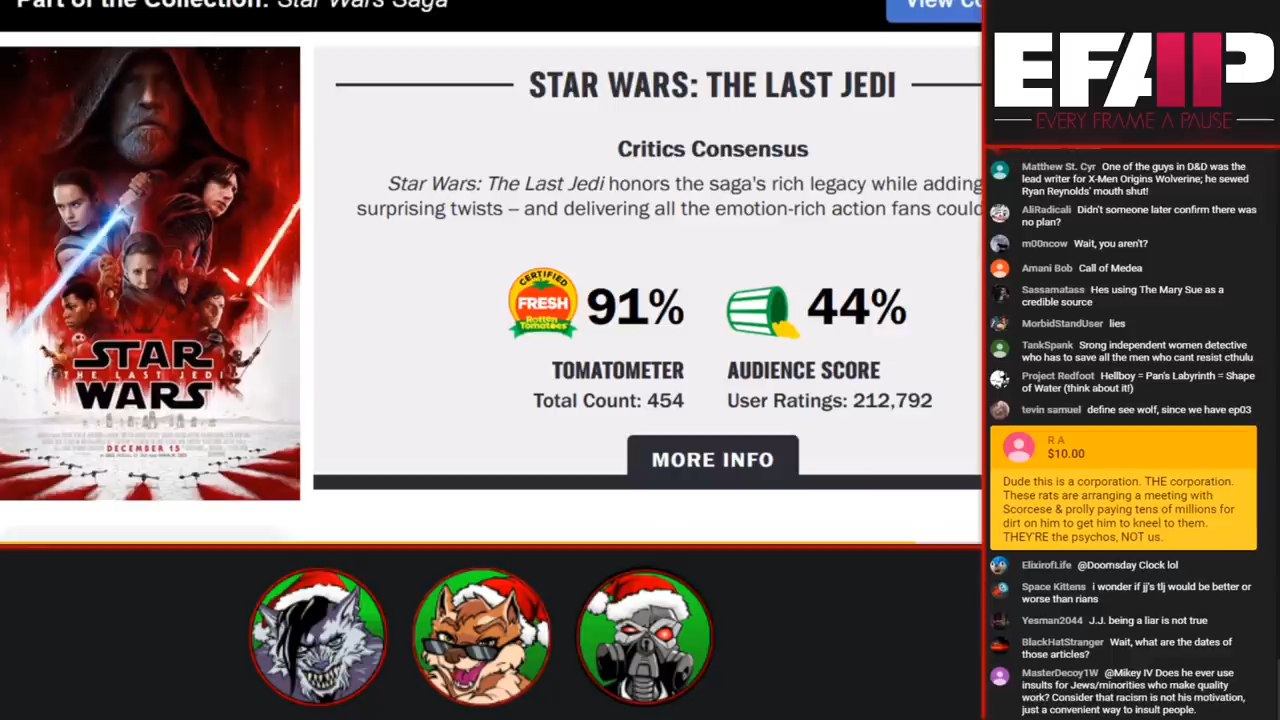 Part of the Collection: Star Wars Saga
View Co
STAR WARS: THE LAST JEDI
Critics Consensus
Star Wars: The Last Jedi honors the saga's rich legacy while adding
surprising twists – and delivering all the emotion-rich action fans could
CERTIFIED
FRESH
Rotten
Tomatoes
91%
44%
TOMATOMETER
AUDIENCE SCORE
Total Count: 454
User Ratings: 212,792
MORE INFO
STAR
THE LAST JEDI
WARS
DECEMBER 15
EFAP
EVERY FRAME A PAUSE
Matthew St. Cyr One of the guys in D&D was the
lead writer for X-Men Origins Wolverine; he sewed
Ryan Reynolds' mouth shut!
AliRadicali Didn't someone later confirm there was
no plan?
m00ncow Wait, you aren't?
Amani Bob Call of Medea
Sassamatass Hes using The Mary Sue as a
credible source
MorbidStandUser lies
TankSpank Srong independent women detective
who has to save all the men who cant resist cthulu
Project Redfoot Hellboy = Pan's Labyrinth = Shape
of Water (think about it!)
tevin samuel define see wolf, since we have ep03
R A
$10.00
Dude this is a corporation. THE corporation.
These rats are arranging a meeting with
Scorcese & prolly paying tens of millions for
dirt on him to get him to kneel to them.
THEY'RE the psychos, NOT us.
ElixirofLife @Doomsday Clock lol
Space Kittens i wonder if jj's tlj would be better or
worse than rians
Yesman2044 J.J. being a liar is not true
BlackHatStranger Wait, what are the dates of
those articles?
MasterDecoy1W @Mikey IV Does he ever use
insults for Jews/minorities who make quality
work? Consider that racism is not his motivation,
just a convenient way to insult people.